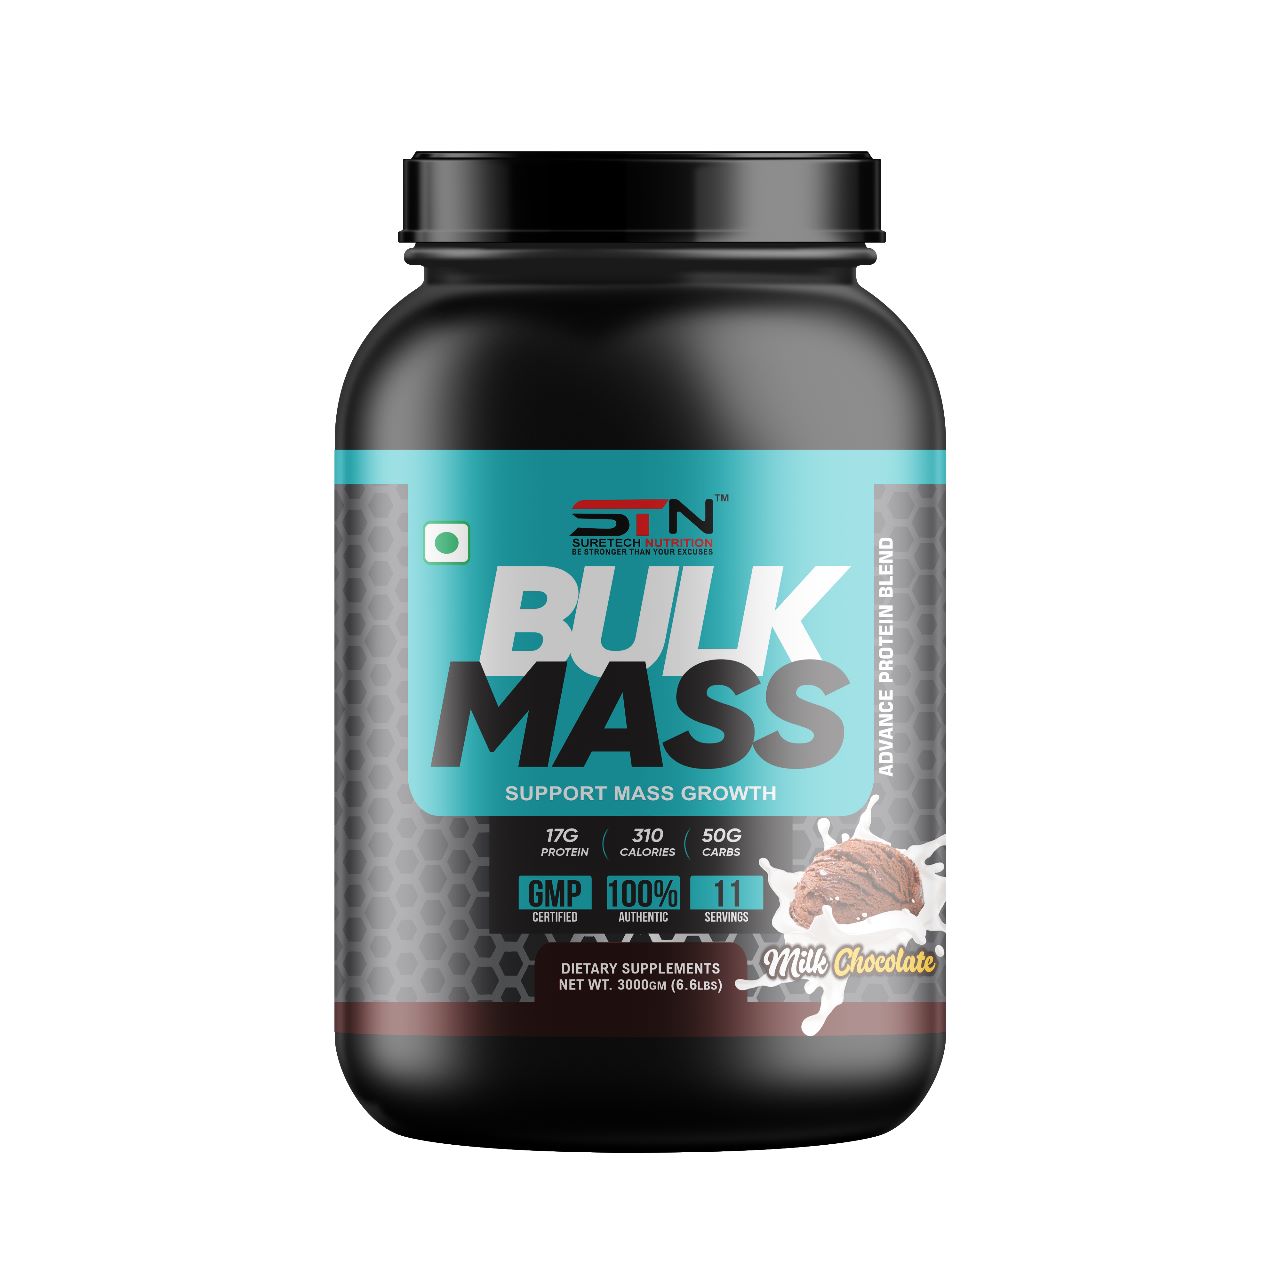 STN™
SURETECH NUTRITION
BE STRONGER THAN YOUR EXCUSES
BULK
MASS
SUPPORT MASS GROWTH
ADVANCE PROTEIN BLEND
17G 310 50G
PROTEIN CALORIES CARBS
GMP 100% 11
CERTIFIED AUTHENTIC SERVINGS
Milk Chocolate
DIETARY SUPPLEMENTS
NET WT. 3000GM (6.6LBS)